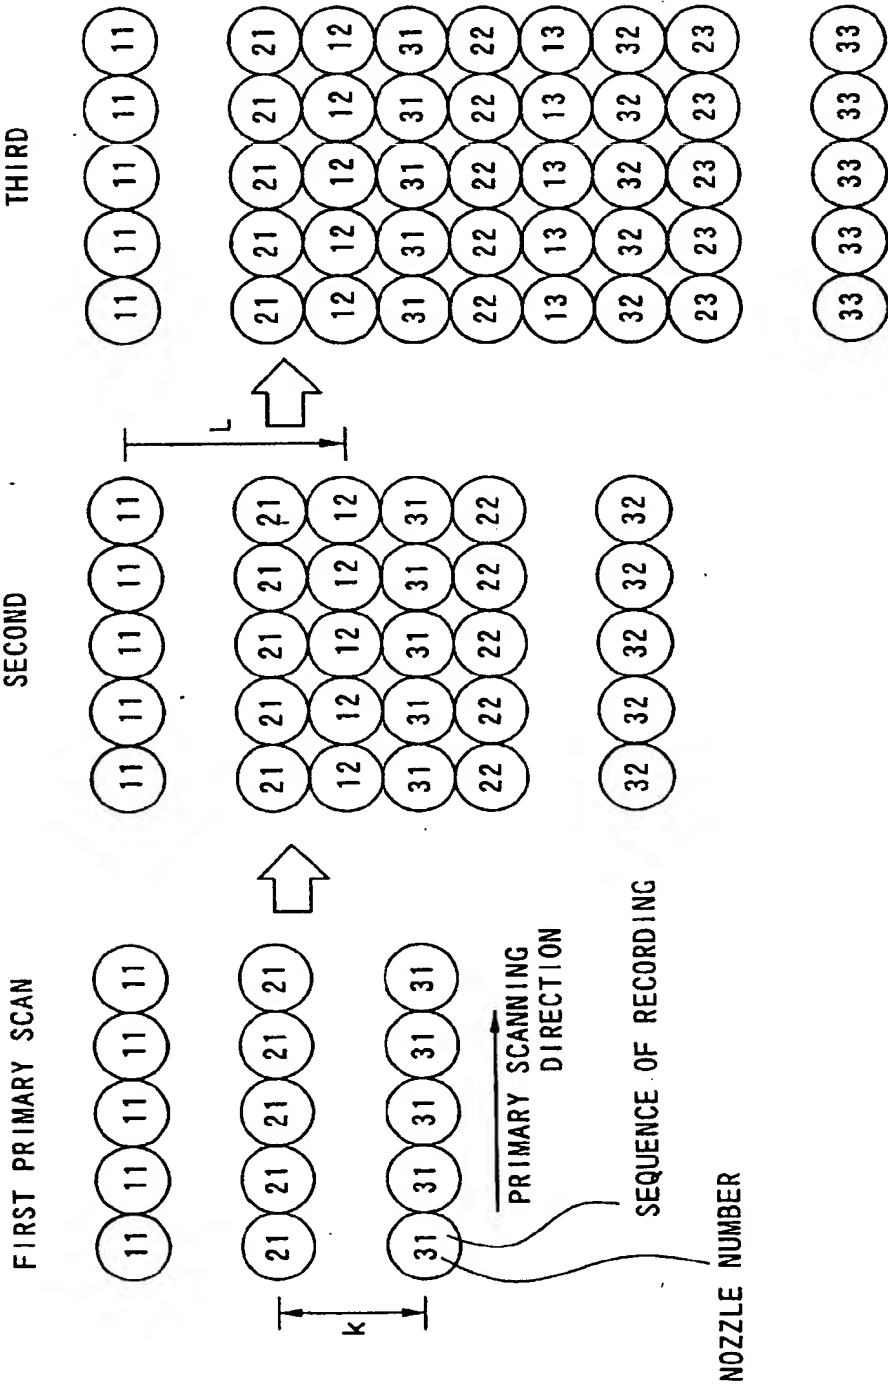 FIRST PRIMARY SCAN
SECOND
THIRD
11 11 11 11 11
11 11 11 11 11
11 11 11 11 11
L
21 21 21 21 21
21 21 21 21 21
21 21 21 21 21
k
12 12 12 12 12
12 12 12 12 12
31 31 31 31 31
31 31 31 31 31
31 31 31 31 31
22 22 22 22 22
22 22 22 22 22
PRIMARY SCANNING
DIRECTION
13 13 13 13 13
SEQUENCE OF RECORDING
32 32 32 32 32
32 32 32 32 32
23 23 23 23 23
NOZZLE NUMBER
33 33 33 33 33